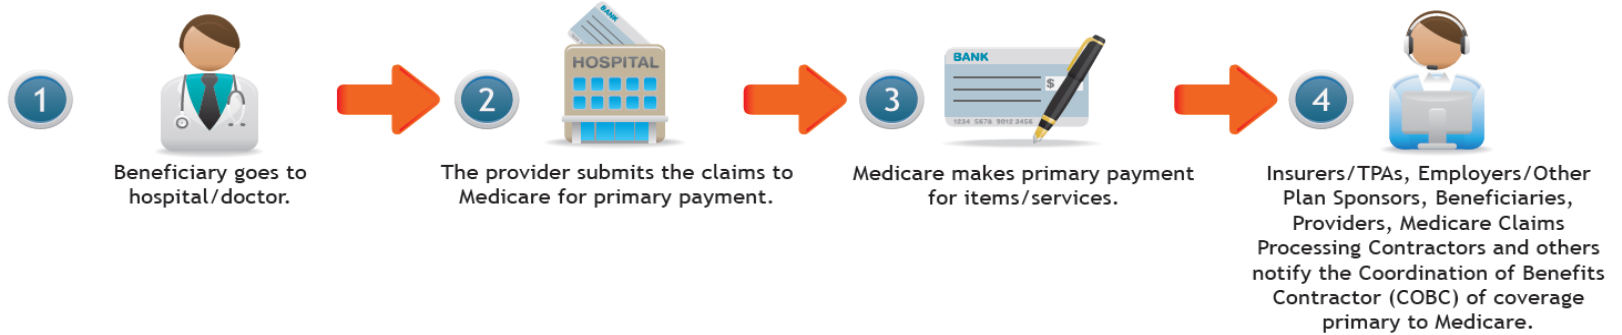 1
Beneficiary goes to
hospital/doctor.
2
BANK
HOSPITAL
The provider submits the claims to
Medicare for primary payment.
3
BANK
$
1234 5678 9012 3456
Medicare makes primary payment
for items/services.
4
Insurers/TPAs, Employers/Other
Plan Sponsors, Beneficiaries,
Providers, Medicare Claims
Processing Contractors and others
notify the Coordination of Benefits
Contractor (COBC) of coverage
primary to Medicare.